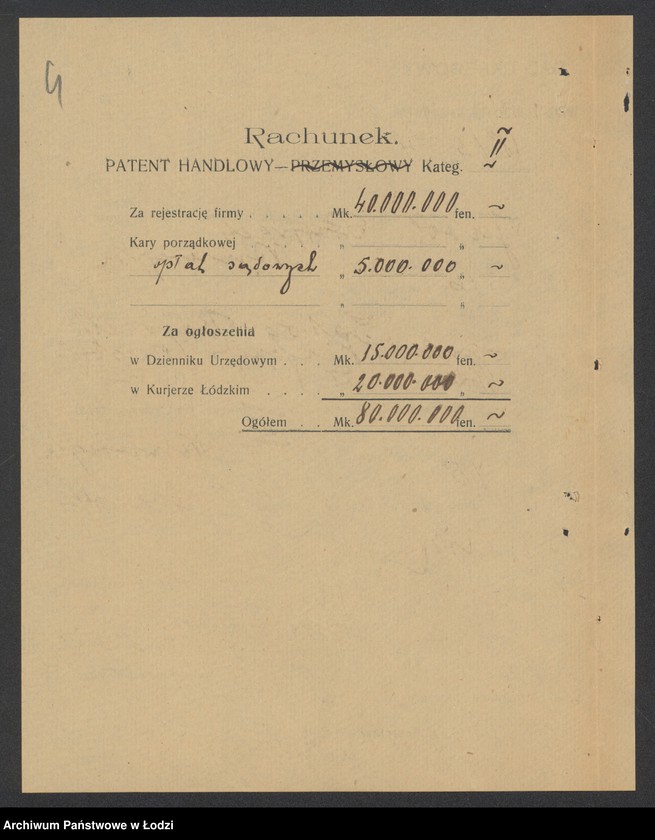 4
Rachunek.
PATENT HANDLOWY—PRZEMYSŁOWY Kateg. II
Za rejestrację firmy . . . . . Mk. 40.000.000 fen. ~
Kary porządkowej . . . . „ „
opłat sądowych „ 5.000.000 „ ~
„ „
Za ogłoszenia
w Dzienniku Urzędowym . . . Mk. 15.000.000 fen. ~
w Kurjerze Łódzkim . . . . „ 20.000.000 „ ~
Ogółem . . Mk. 80.000.000 fen. ~
Archiwum Państwowe w Łodzi